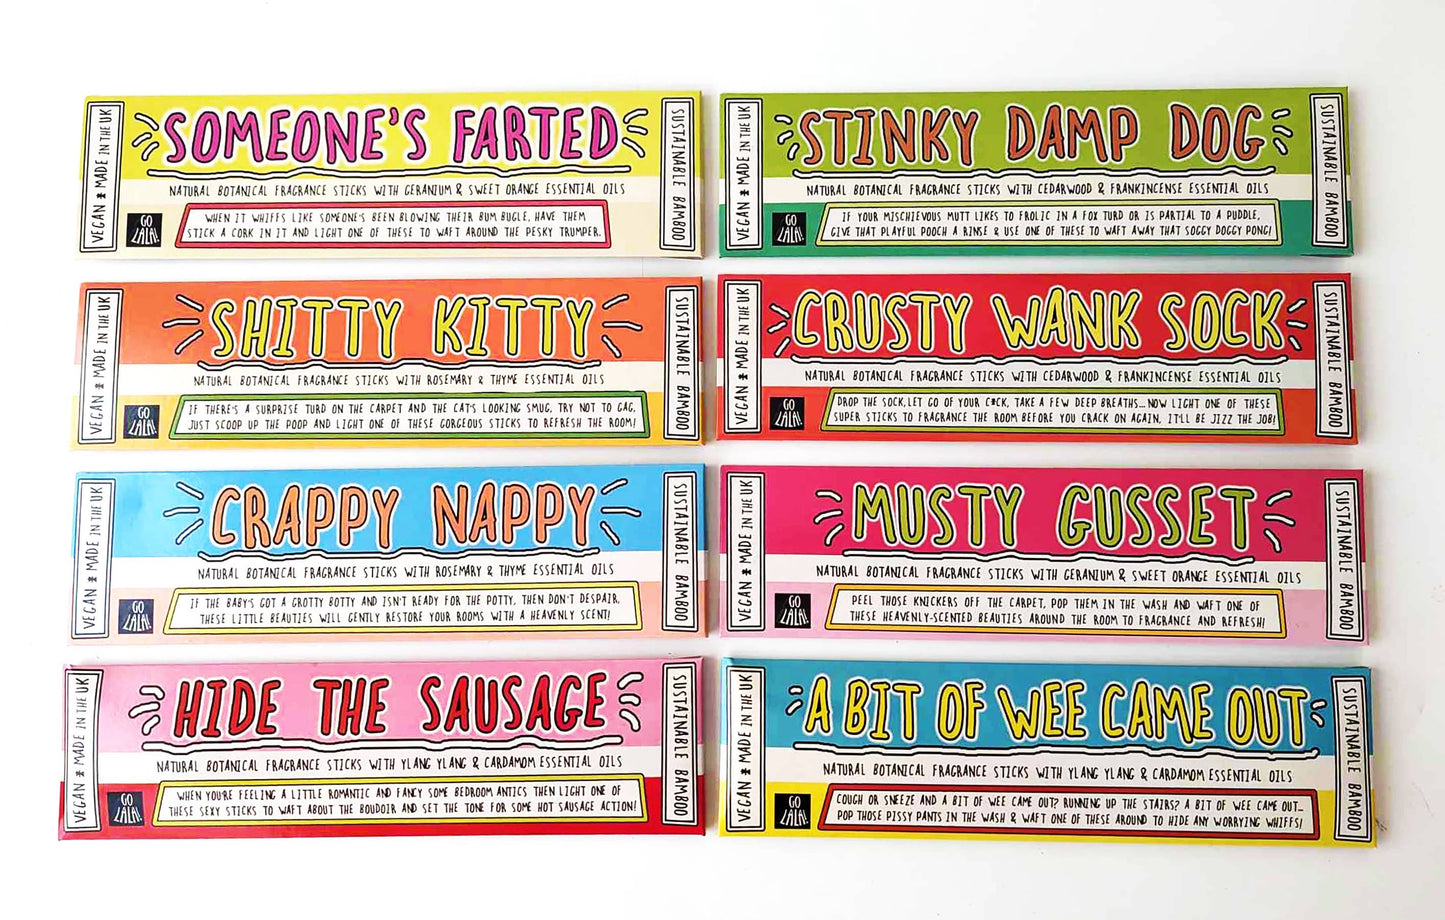 VEGAN * MADE IN THE UK
SOMEONE'S FARTED
NATURAL BOTANICAL FRAGRANCE STICKS WITH GERANIUM & SWEET ORANGE ESSENTIAL OILS
GO
LALA!
WHEN IT WHIFFS LIKE SOMEONE'S BEEN BLOWING THEIR BUM BUGLE, HAVE THEM
STICK A CORK IN IT AND LIGHT ONE OF THESE TO WAFT AROUND THE PESKY TRUMPER.
SUSTAINABLE BAMBOO
VEGAN * MADE IN THE UK
STINKY DAMP DOG
NATURAL BOTANICAL FRAGRANCE STICKS WITH CEDARWOOD & FRANKINCENSE ESSENTIAL OILS
GO
LALA!
IF YOUR MISCHIEVOUS MUTT LIKES TO FROLIC IN A FOX TURD OR IS PARTIAL TO A PUDDLE,
GIVE THAT PLAYFUL POOCH A RINSE & USE ONE OF THESE TO WAFT AWAY THAT SOGGY DOGGY PONG!
SUSTAINABLE BAMBOO
VEGAN * MADE IN THE UK
SHITTY KITTY
NATURAL BOTANICAL FRAGRANCE STICKS WITH ROSEMARY & THYME ESSENTIAL OILS
GO
LALA!
IF THERE'S A SURPRISE TURD ON THE CARPET AND THE CAT'S LOOKING SMUG, TRY NOT TO GAG,
JUST SCOOP UP THE POOP AND LIGHT ONE OF THESE GORGEOUS STICKS TO REFRESH THE ROOM!
SUSTAINABLE BAMBOO
VEGAN * MADE IN THE UK
CRUSTY WANK SOCK
NATURAL BOTANICAL FRAGRANCE STICKS WITH CEDARWOOD & FRANKINCENSE ESSENTIAL OILS
GO
LALA!
DROP THE SOCK, LET GO OF YOUR C*CK, TAKE A FEW DEEP BREATHS...NOW LIGHT ONE OF THESE
SUPER STICKS TO FRAGRANCE THE ROOM BEFORE YOU CRACK ON AGAIN, IT'LL BE JIZZ THE JOB!
SUSTAINABLE BAMBOO
VEGAN * MADE IN THE UK
CRAPPY NAPPY
NATURAL BOTANICAL FRAGRANCE STICKS WITH ROSEMARY & THYME ESSENTIAL OILS
GO
LALA!
IF THE BABY'S GOT A GROTTY BOTTY AND ISN'T READY FOR THE POTTY, THEN DON'T DESPAIR,
THESE LITTLE BEAUTIES WILL GENTLY RESTORE YOUR ROOMS WITH A HEAVENLY SCENT!
SUSTAINABLE BAMBOO
VEGAN * MADE IN THE UK
MUSTY GUSSET
NATURAL BOTANICAL FRAGRANCE STICKS WITH GERANIUM & SWEET ORANGE ESSENTIAL OILS
GO
LALA!
PEEL THOSE KNICKERS OFF THE CARPET, POP THEM IN THE WASH AND WAFT ONE OF
THESE HEAVENLY-SCENTED BEAUTIES AROUND THE ROOM TO FRAGRANCE AND REFRESH!
SUSTAINABLE BAMBOO
VEGAN * MADE IN THE UK
HIDE THE SAUSAGE
NATURAL BOTANICAL FRAGRANCE STICKS WITH YLANG YLANG & CARDAMOM ESSENTIAL OILS
GO
LALA!
WHEN YOU'RE FEELING A LITTLE ROMANTIC AND FANCY SOME BEDROOM ANTICS THEN LIGHT ONE OF
THESE SEXY STICKS TO WAFT ABOUT THE BOUDOIR AND SET THE TONE FOR SOME HOT SAUSAGE ACTION!
SUSTAINABLE BAMBOO
VEGAN * MADE IN THE UK
A BIT OF WEE CAME OUT
NATURAL BOTANICAL FRAGRANCE STICKS WITH YLANG YLANG & CARDAMOM ESSENTIAL OILS
GO
LALA!
COUGH OR SNEEZE AND A BIT OF WEE CAME OUT? RUNNING UP THE STAIRS? A BIT OF WEE CAME OUT...
POP THOSE PISSY PANTS IN THE WASH & WAFT ONE OF THESE AROUND TO HIDE ANY WORRYING WHIFFS!
SUSTAINABLE BAMBOO